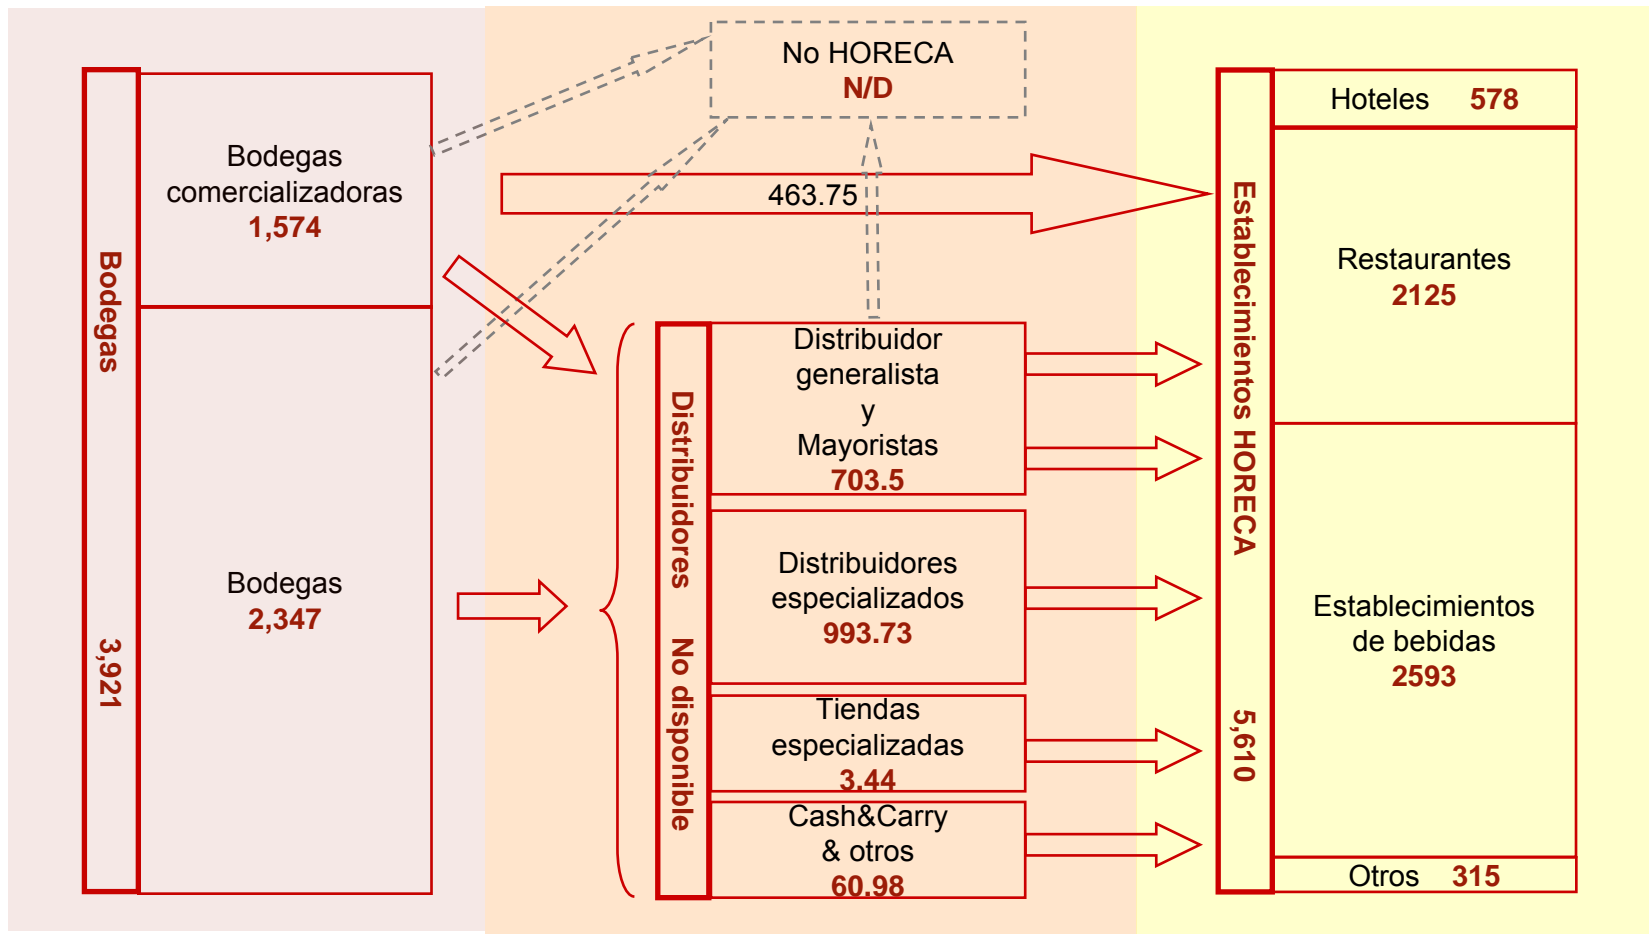 Bodegas 3,921
Bodegas
comercializadoras
1,574
Bodegas
2,347
No HORECA
N/D
463.75
Distribuidores No disponible
Distribuidor
generalista
y
Mayoristas
703.5
Distribuidores
especializados
993.73
Tiendas
especializadas
3.44
Cash&Carry
& otros
60.98
Establecimientos HORECA 5,610
Hoteles 578
Restaurantes
2125
Establecimientos
de bebidas
2593
Otros 315